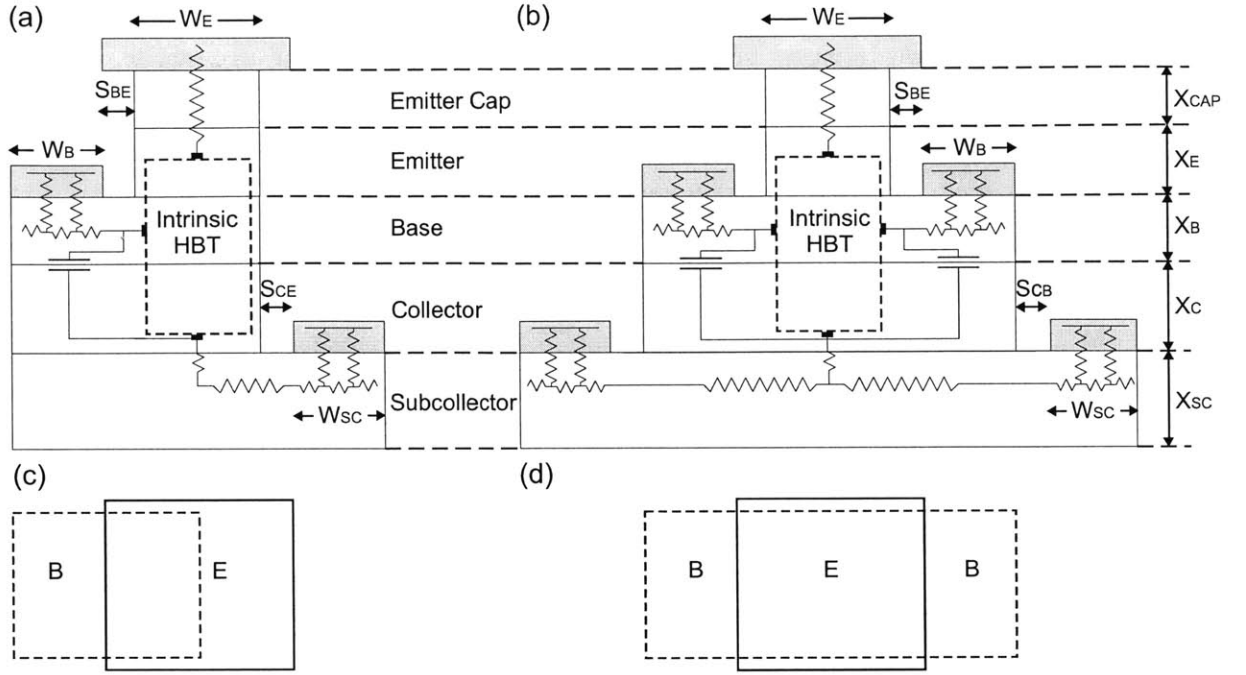 (a)
WE
(b)
WE
SBE
Emitter Cap
SBE
XCAP
WB
Emitter
WB
XE
Intrinsic
HBT
Base
Intrinsic
HBT
XB
SCE
Collector
SCB
XC
WSC
Subcollector
WSC
XSC
(c)
(d)
B
E
B
E
B